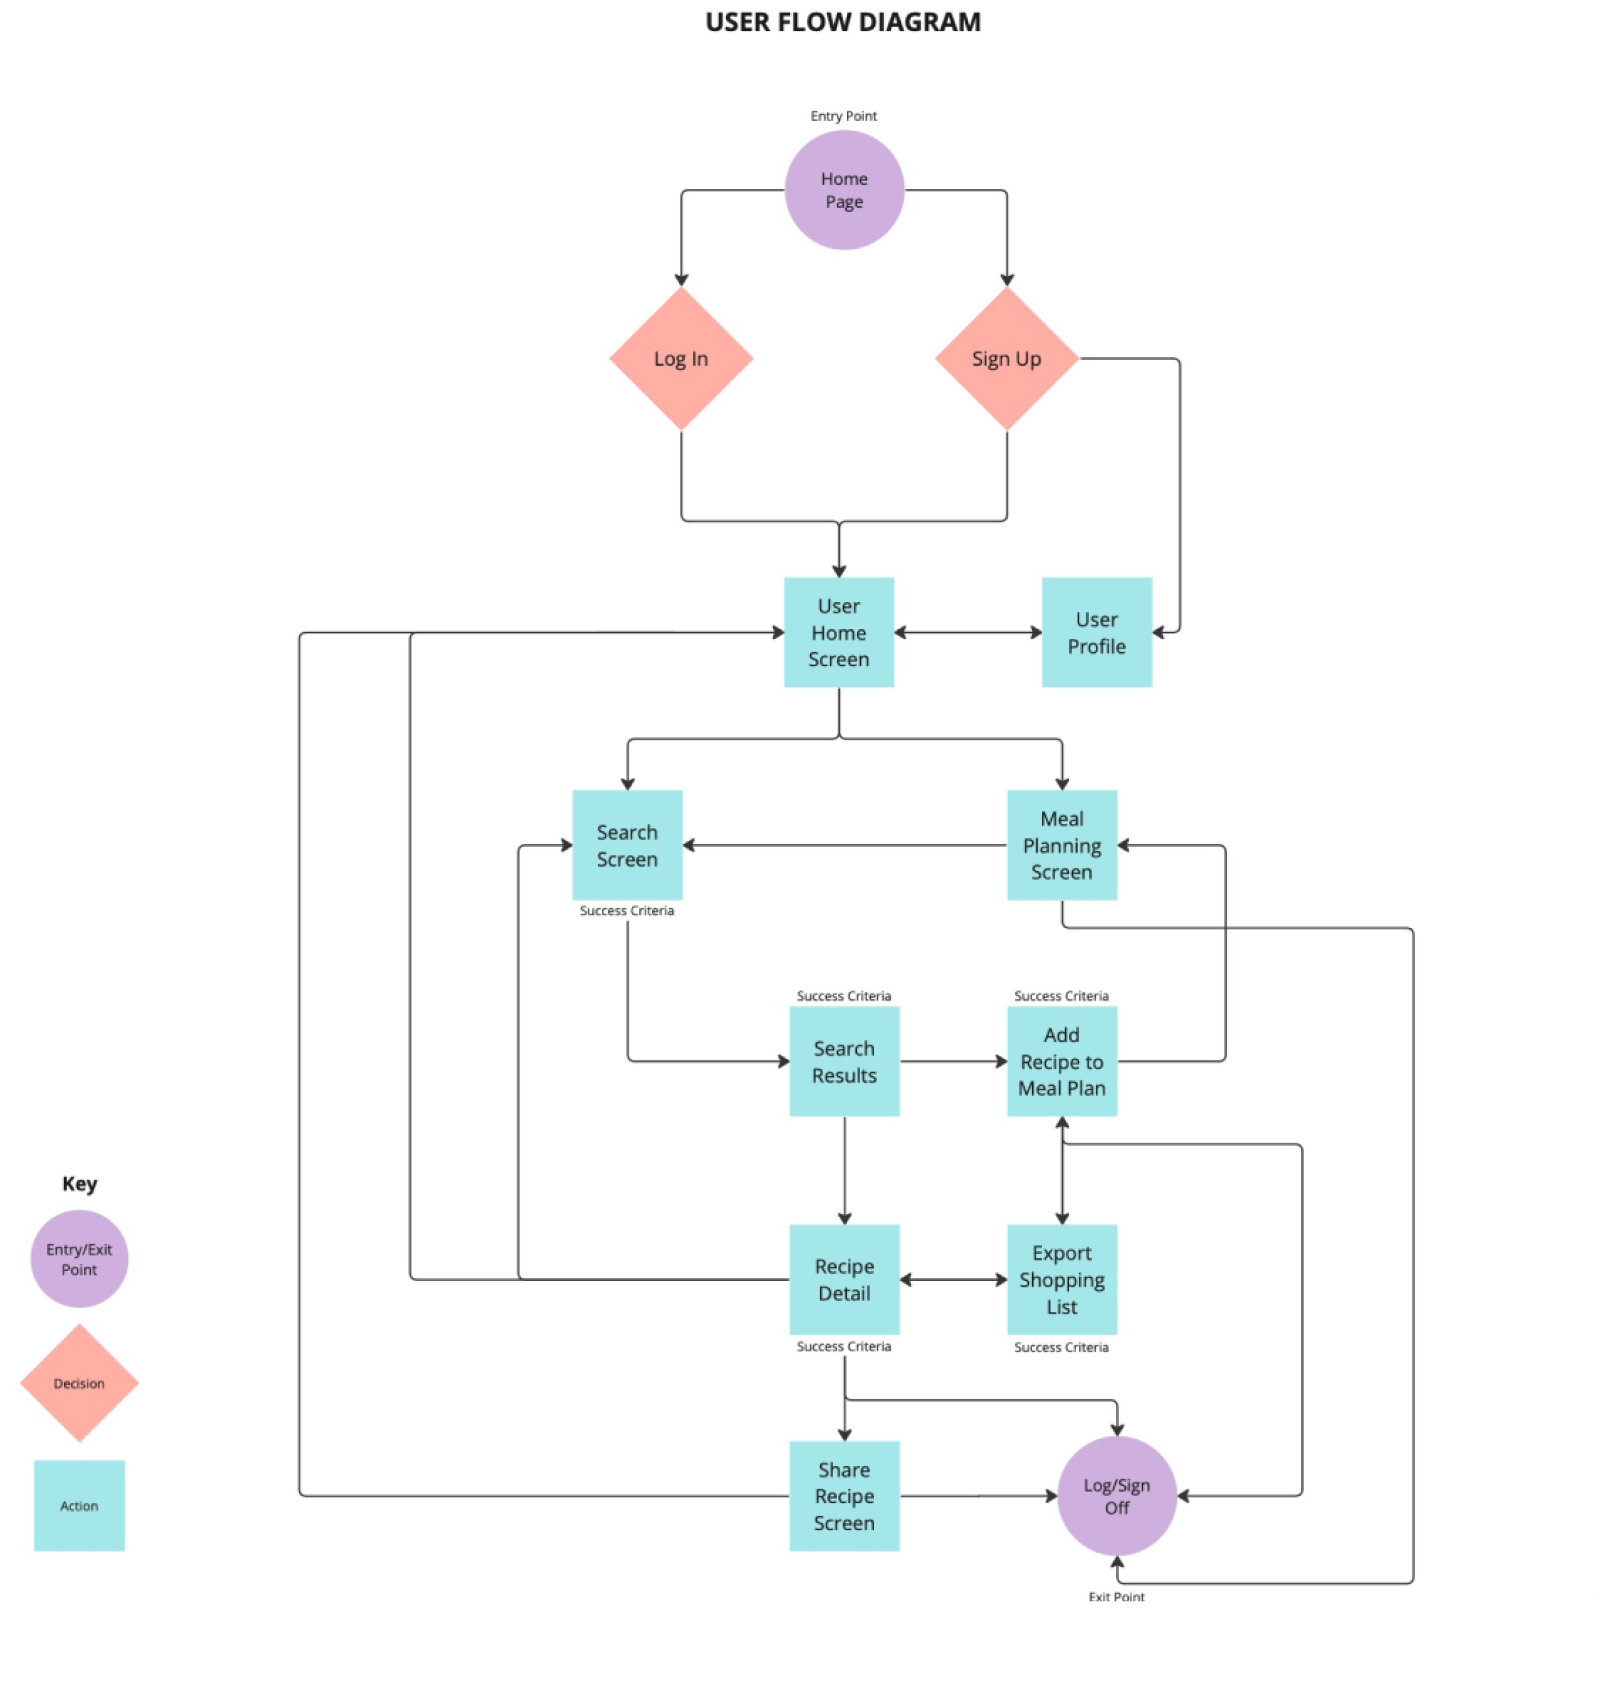 USER FLOW DIAGRAM
Entry Point
Home
Page
Log In
Sign Up
User
Home
Screen
User
Profile
Search
Screen
Success Criteria
Meal
Planning
Screen
Success Criteria
Search
Results
Success Criteria
Add
Recipe to
Meal Plan
Recipe
Detail
Success Criteria
Export
Shopping
List
Success Criteria
Share
Recipe
Screen
Log/Sign
Off
Exit Point
Key
Entry/Exit
Point
Decision
Action